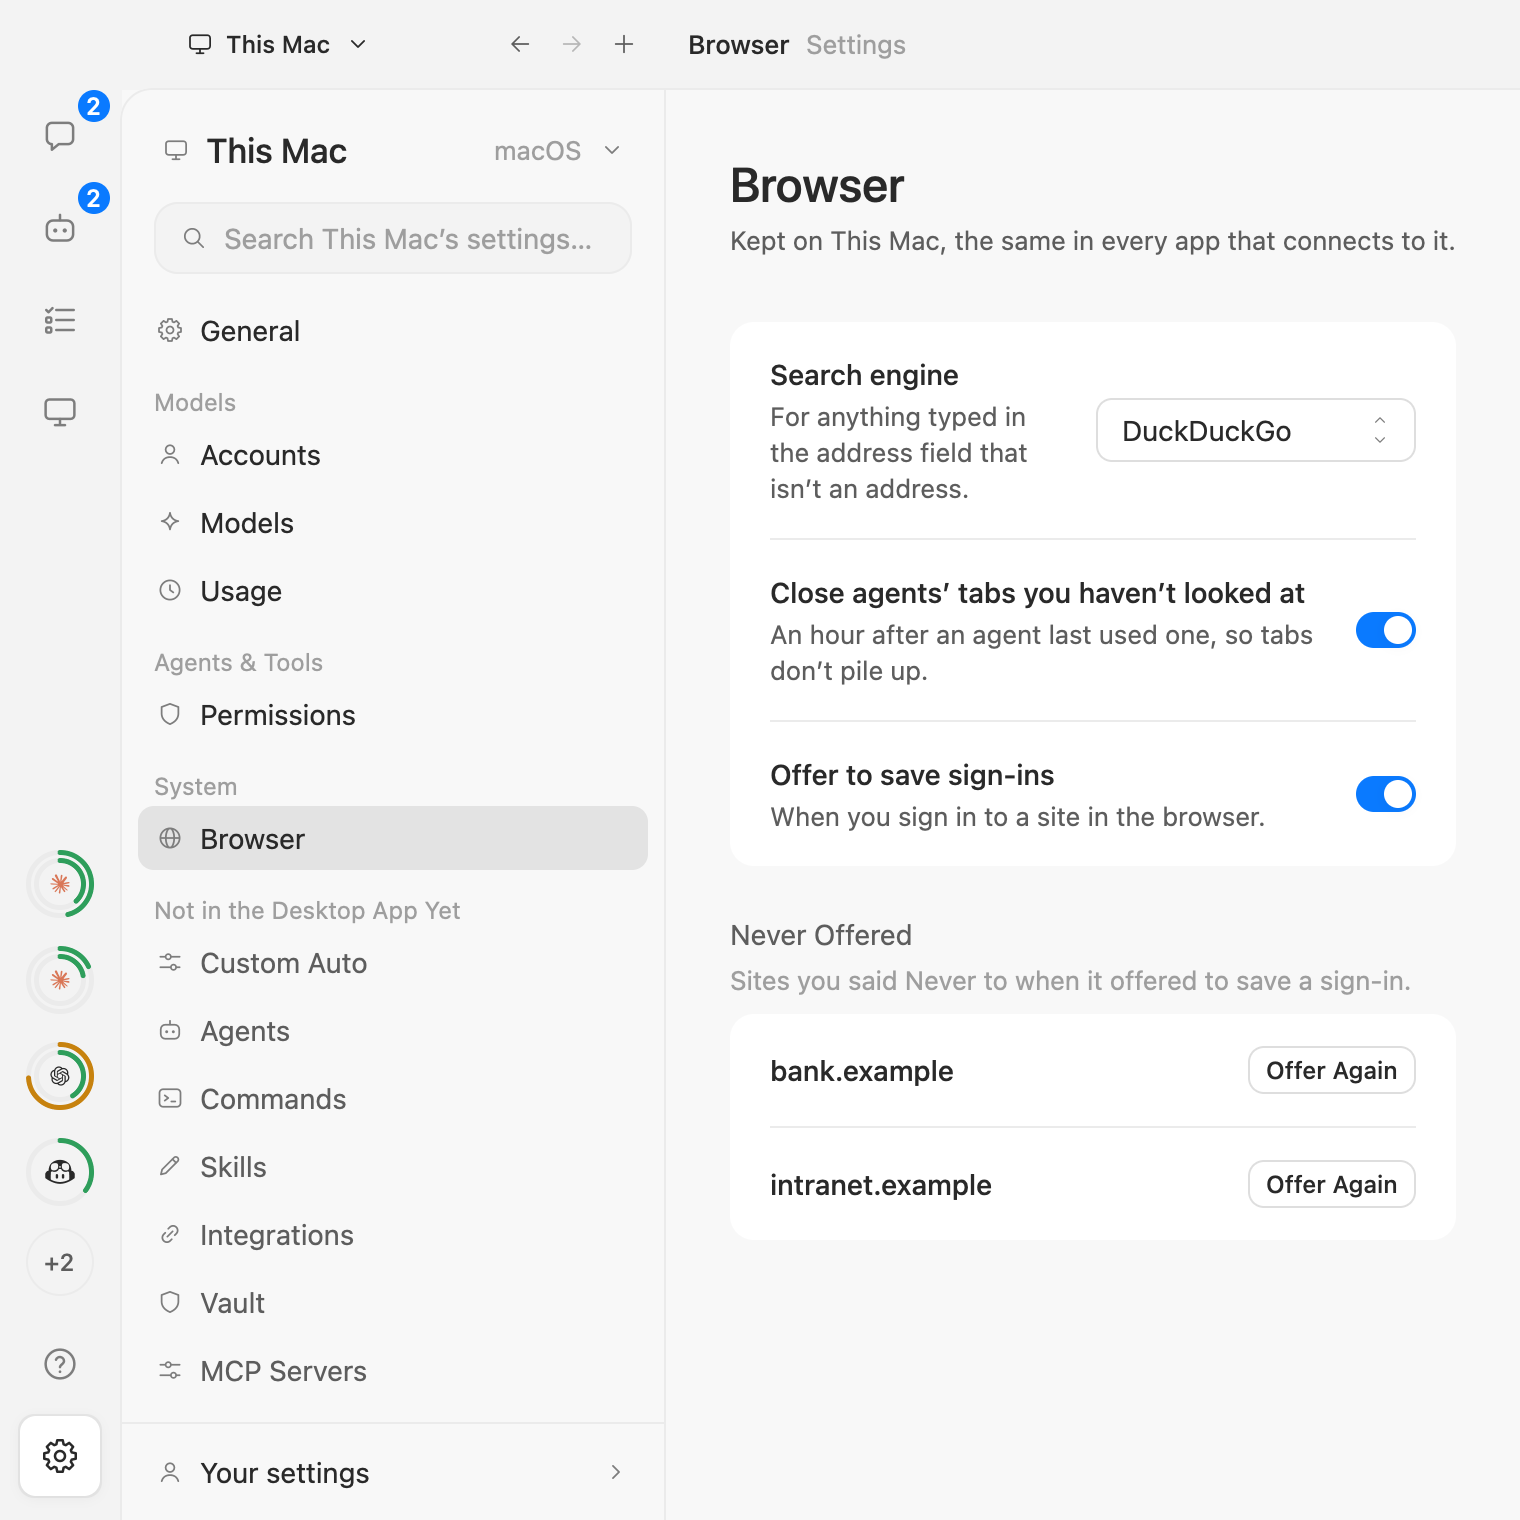 This Mac
Browser Settings
2
2
This Mac
macOS
Search This Mac’s settings...
General
Models
Accounts
Models
Usage
Agents & Tools
Permissions
System
Browser
Not in the Desktop App Yet
Custom Auto
Agents
Commands
Skills
Integrations
Vault
MCP Servers
Your settings
+2
Browser
Kept on This Mac, the same in every app that connects to it.
Search engine
For anything typed in
the address field that
isn’t an address.
DuckDuckGo
Close agents’ tabs you haven’t looked at
An hour after an agent last used one, so tabs
don’t pile up.
Offer to save sign-ins
When you sign in to a site in the browser.
Never Offered
Sites you said Never to when it offered to save a sign-in.
bank.example
Offer Again
intranet.example
Offer Again